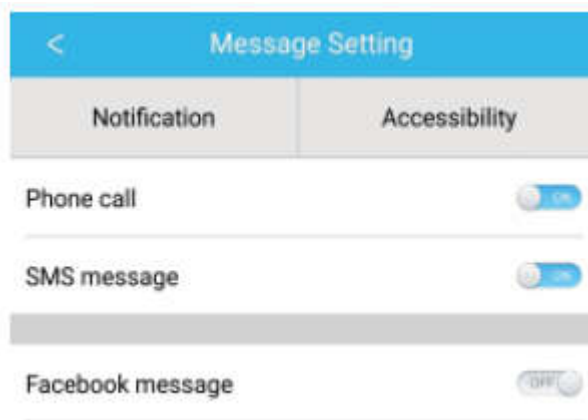 < Message Setting
Notification Accessibility
Phone call ON
SMS message ON
Facebook message OFF